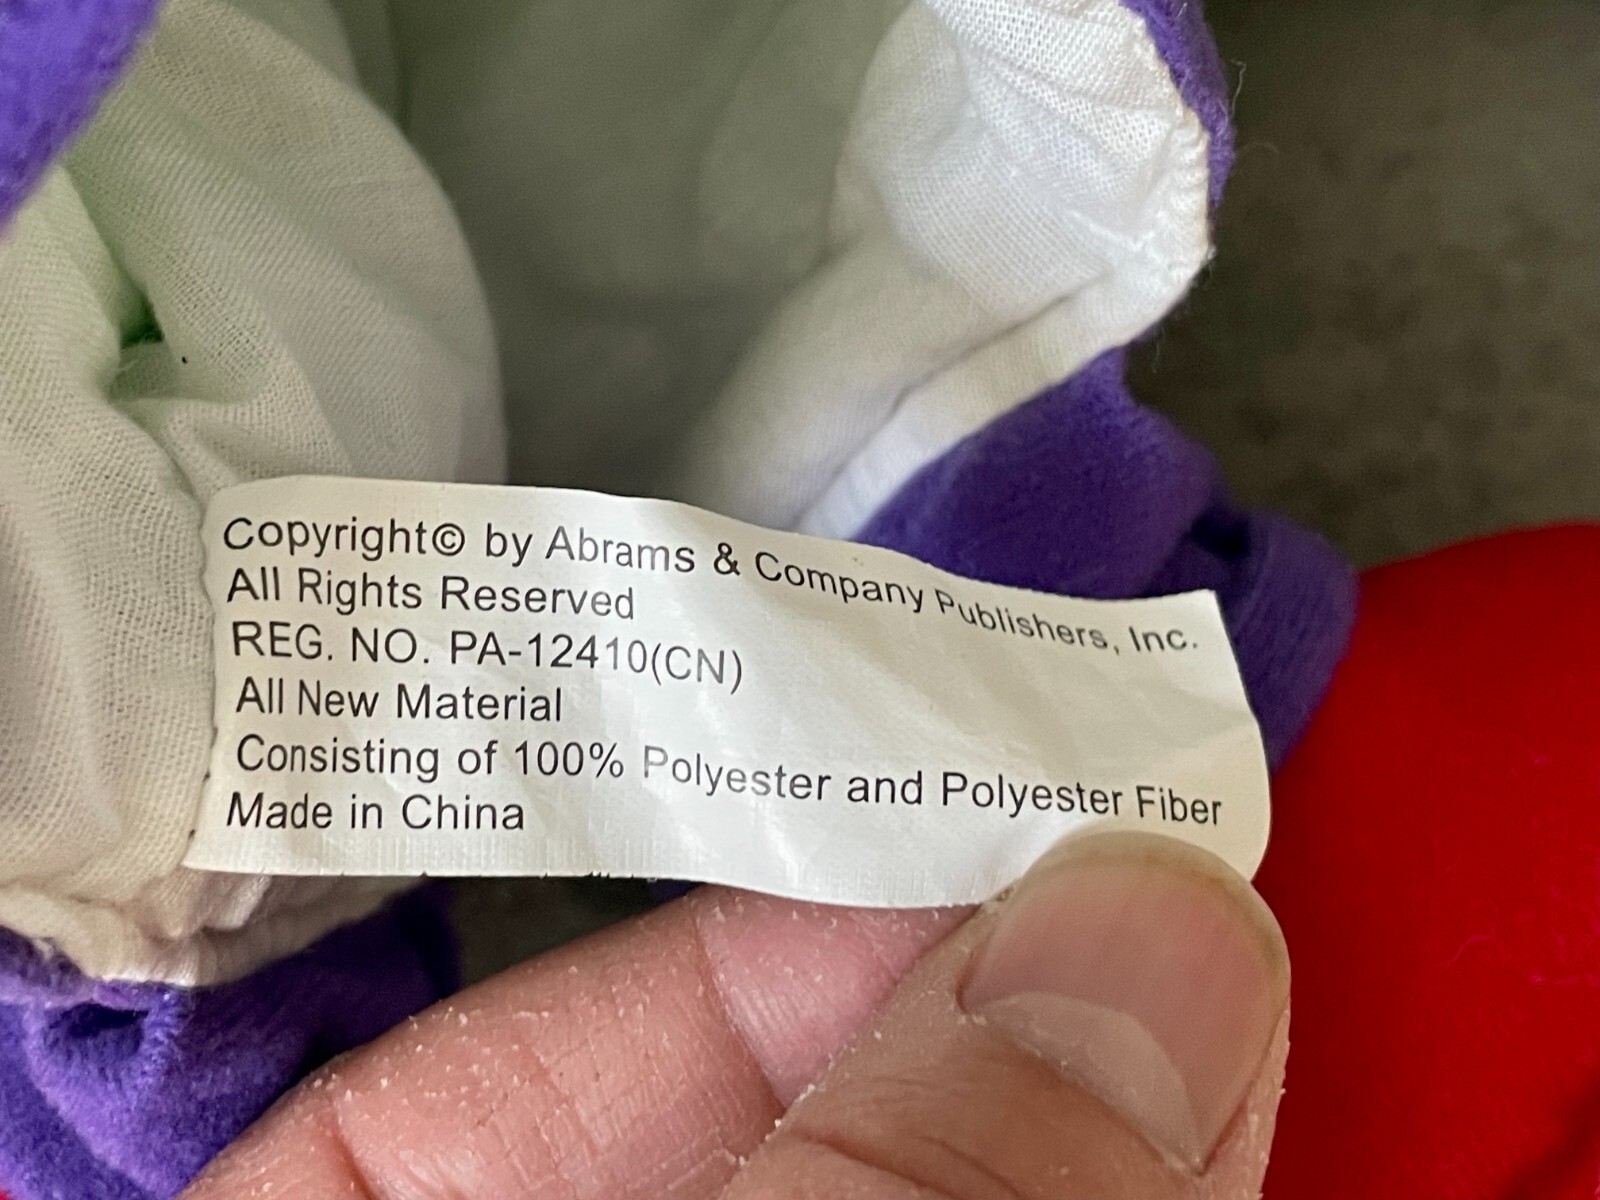 Copyright© by Abrams & Company Publishers, Inc.
All Rights Reserved
REG. NO. PA-12410(CN)
All New Material
Consisting of 100% Polyester and Polyester Fiber
Made in China